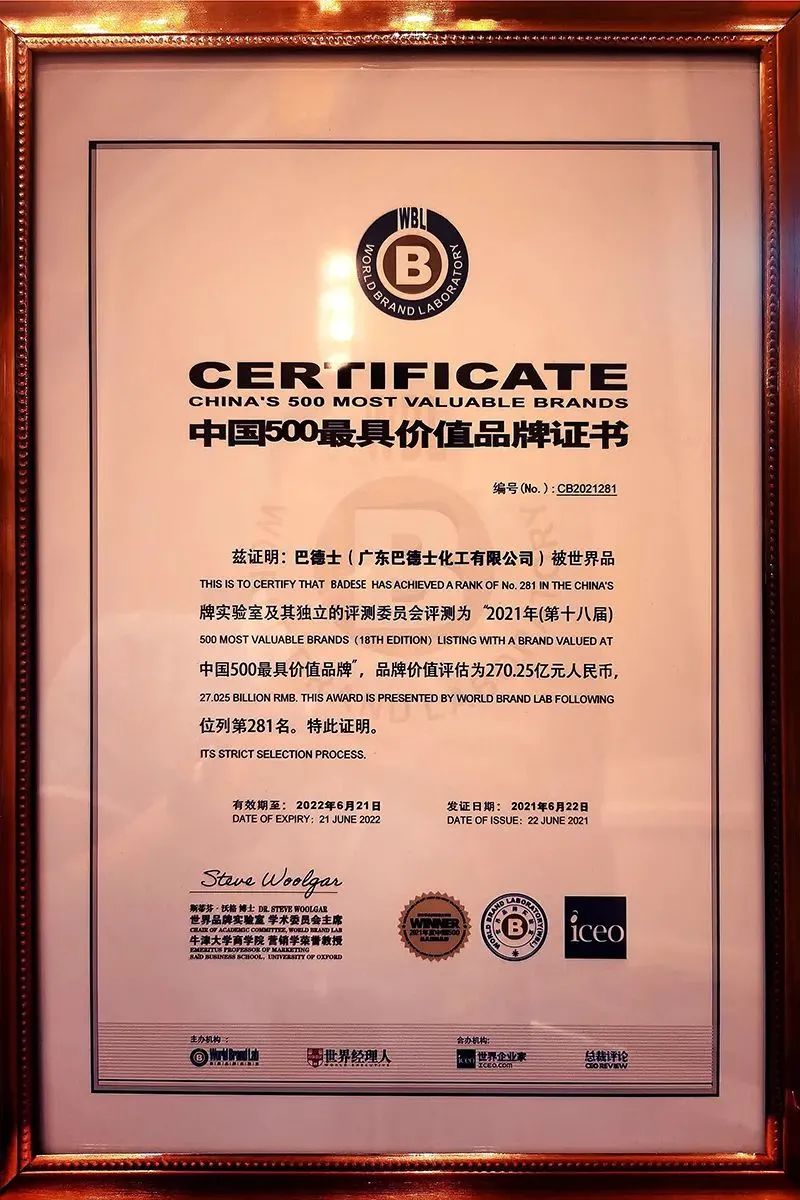 WBL
B
WORLD BRAND LABORATORY
CERTIFICATE
CHINA'S 500 MOST VALUABLE BRANDS
中国500最具价值品牌证书
编号(No.):CB2021281
兹证明：巴德士（广东巴德士化工有限公司）被世界品
THIS IS TO CERTIFY THAT BADESE HAS ACHIEVED A RANK OF No. 281 IN THE CHINA'S
牌实验室及其独立的评测委员会评测为 “2021年(第十八届)
500 MOST VALUABLE BRANDS (18TH EDITION) LISTING WITH A BRAND VALUED AT
中国500最具价值品牌”，品牌价值评估为270.25亿元人民币，
27.025 BILLION RMB. THIS AWARD IS PRESENTED BY WORLD BRAND LAB FOLLOWING
位列第281名。特此证明。
ITS STRICT SELECTION PROCESS.
有效期至： 2022年6月21日
DATE OF EXPIRY: 21 JUNE 2022
发证日期： 2021年6月22日
DATE OF ISSUE: 22 JUNE 2021
Steve Woolgar
斯蒂芬·沃格 博士 DR. STEVE WOOLGAR
世界品牌实验室 学术委员会主席
CHAIR OF ACADEMIC COMMITTEE, WORLD BRAND LAB
牛津大学商学院 营销学荣誉教授
EMERITUS PROFESSOR OF MARKETING
SAÏD BUSINESS SCHOOL, UNIVERSITY OF OXFORD
WINNER
WORLD BRAND LABORATORY(WBL)
B
iceo
主办机构：
World Brand Lab
世界经理人
WORLD EXECUTIVE
合办机构:
iceo
世界企业家
ICEO.COM
总裁评论
CEO REVIEW